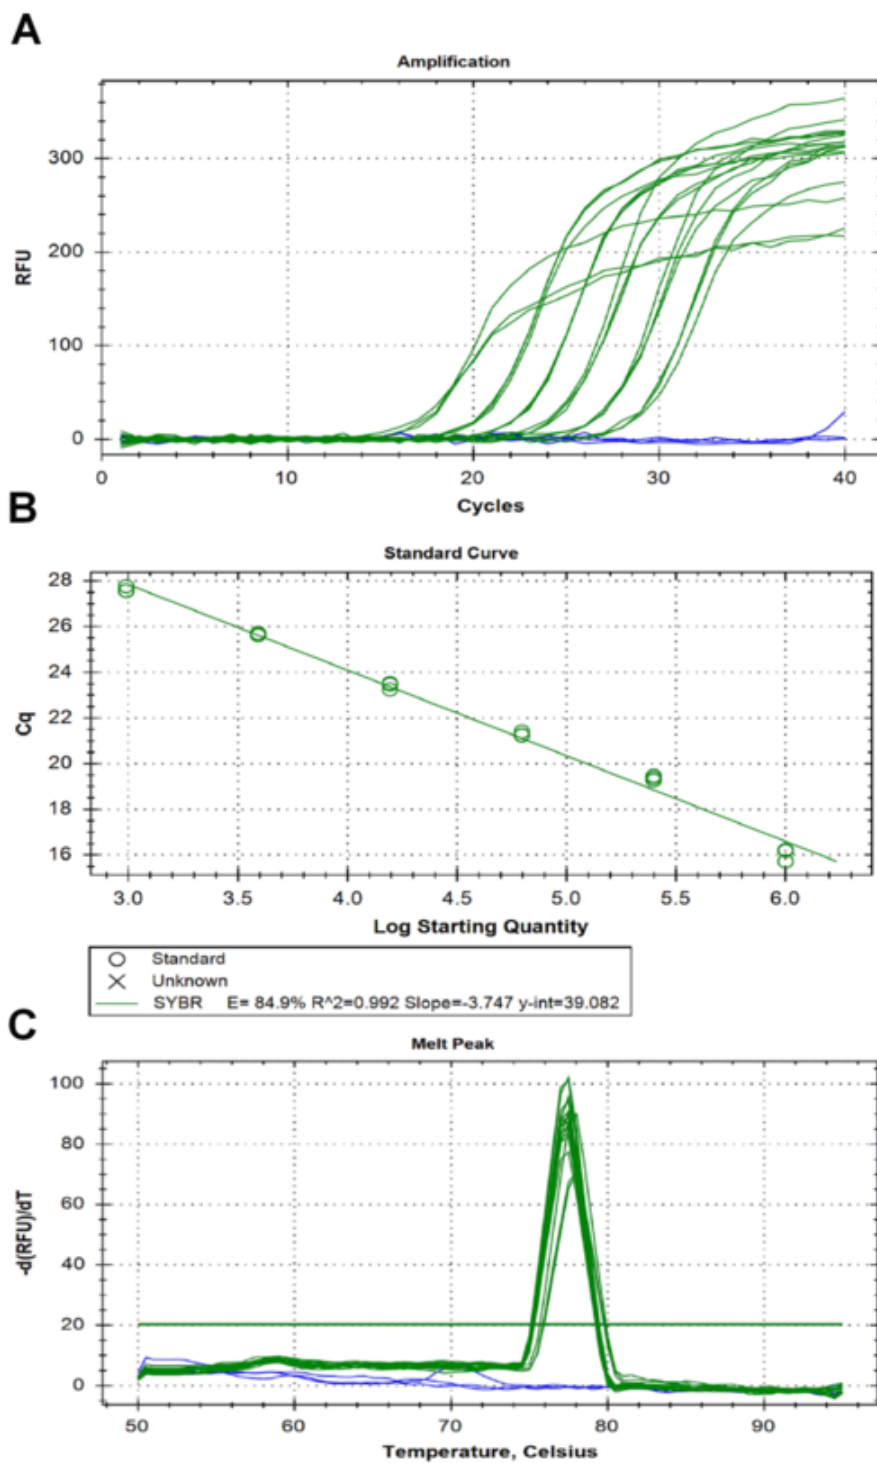 A
Amplification
300
200
100
0
RFU
0 10 20 30 40
Cycles
B
Standard Curve
28
26
24
22
20
18
16
Cq
3.0 3.5 4.0 4.5 5.0 5.5 6.0
Log Starting Quantity
Standard
Unknown
SYBR E= 84.9% R^2=0.992 Slope=-3.747 y-int=39.082
C
Melt Peak
100
80
60
40
20
0
-d(RFU)/dT
50 60 70 80 90
Temperature, Celsius